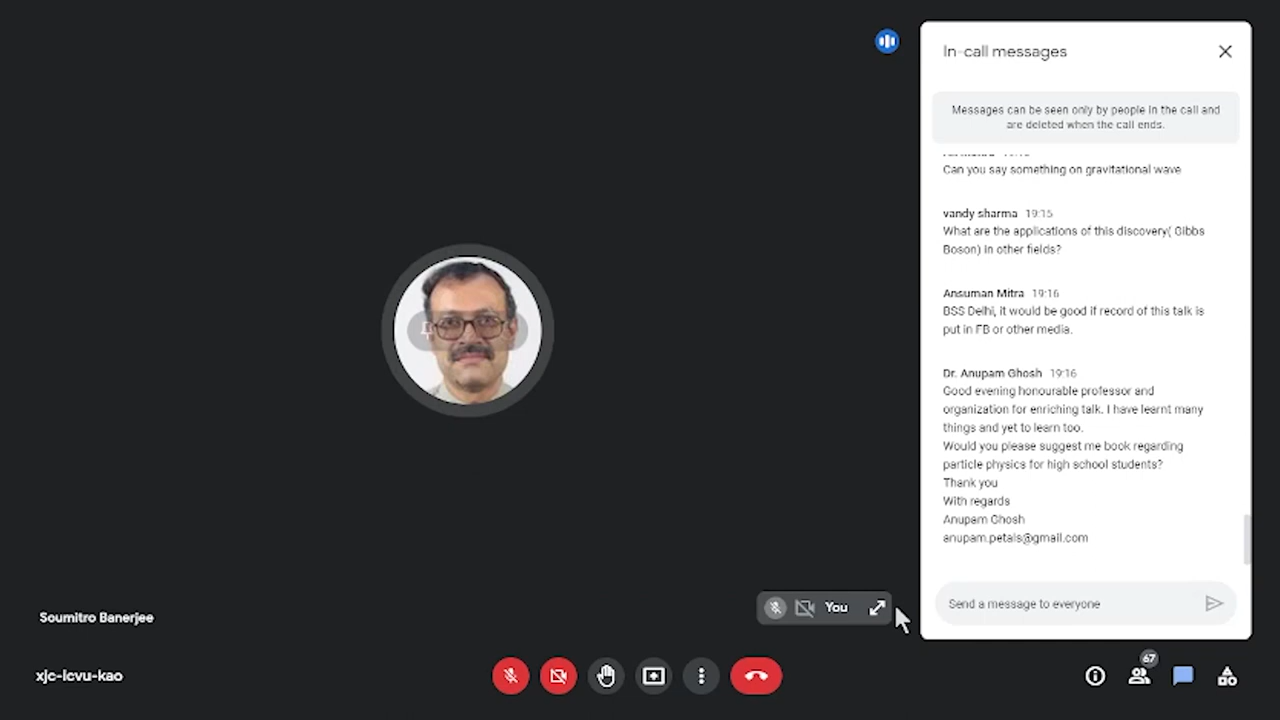 In-call messages
Messages can be seen only by people in the call and
are deleted when the call ends.
Can you say something on gravitational wave
vandy sharma 19:15
What are the applications of this discovery( Gibbs
Boson) in other fields?
Ansuman Mitra 19:16
BSS Delhi, it would be good if record of this talk is
put in FB or other media.
Dr. Anupam Ghosh 19:16
Good evening honourable professor and
organization for enriching talk. I have learnt many
things and yet to learn too.
Would you please suggest me book regarding
particle physics for high school students?
Thank you
With regards
Anupam Ghosh
anupam.petals@gmail.com
Send a message to everyone
You
Soumitro Banerjee
xjc-icvu-kao
67